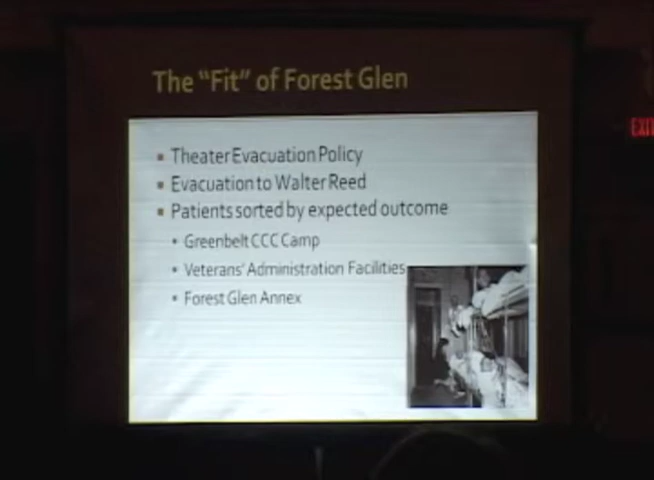 The "Fit" of Forest Glen
Theater Evacuation Policy
Evacuation to Walter Reed
Patients sorted by expected outcome
Greenbelt CCC Camp
Veterans' Administration Facilities
Forest Glen Annex
EXIT